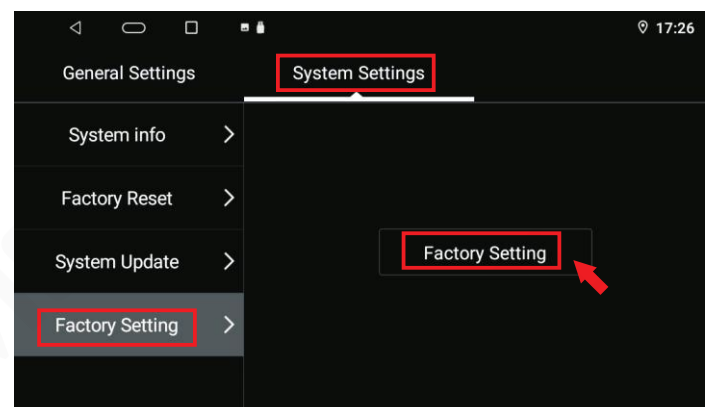 17:26
General Settings
System Settings
System info
Factory Reset
System Update
Factory Setting
Factory Setting